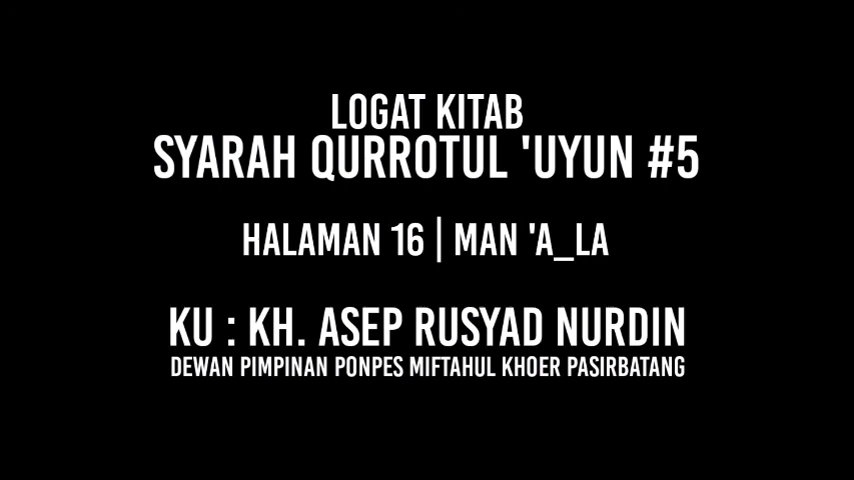 LOGAT KITAB
SYARAH QURROTUL 'UYUN #5
HALAMAN 16 | MAN 'A_LA
KU : KH. ASEP RUSYAD NURDIN
DEWAN PIMPINAN PONPES MIFTAHUL KHOER PASIRBATANG